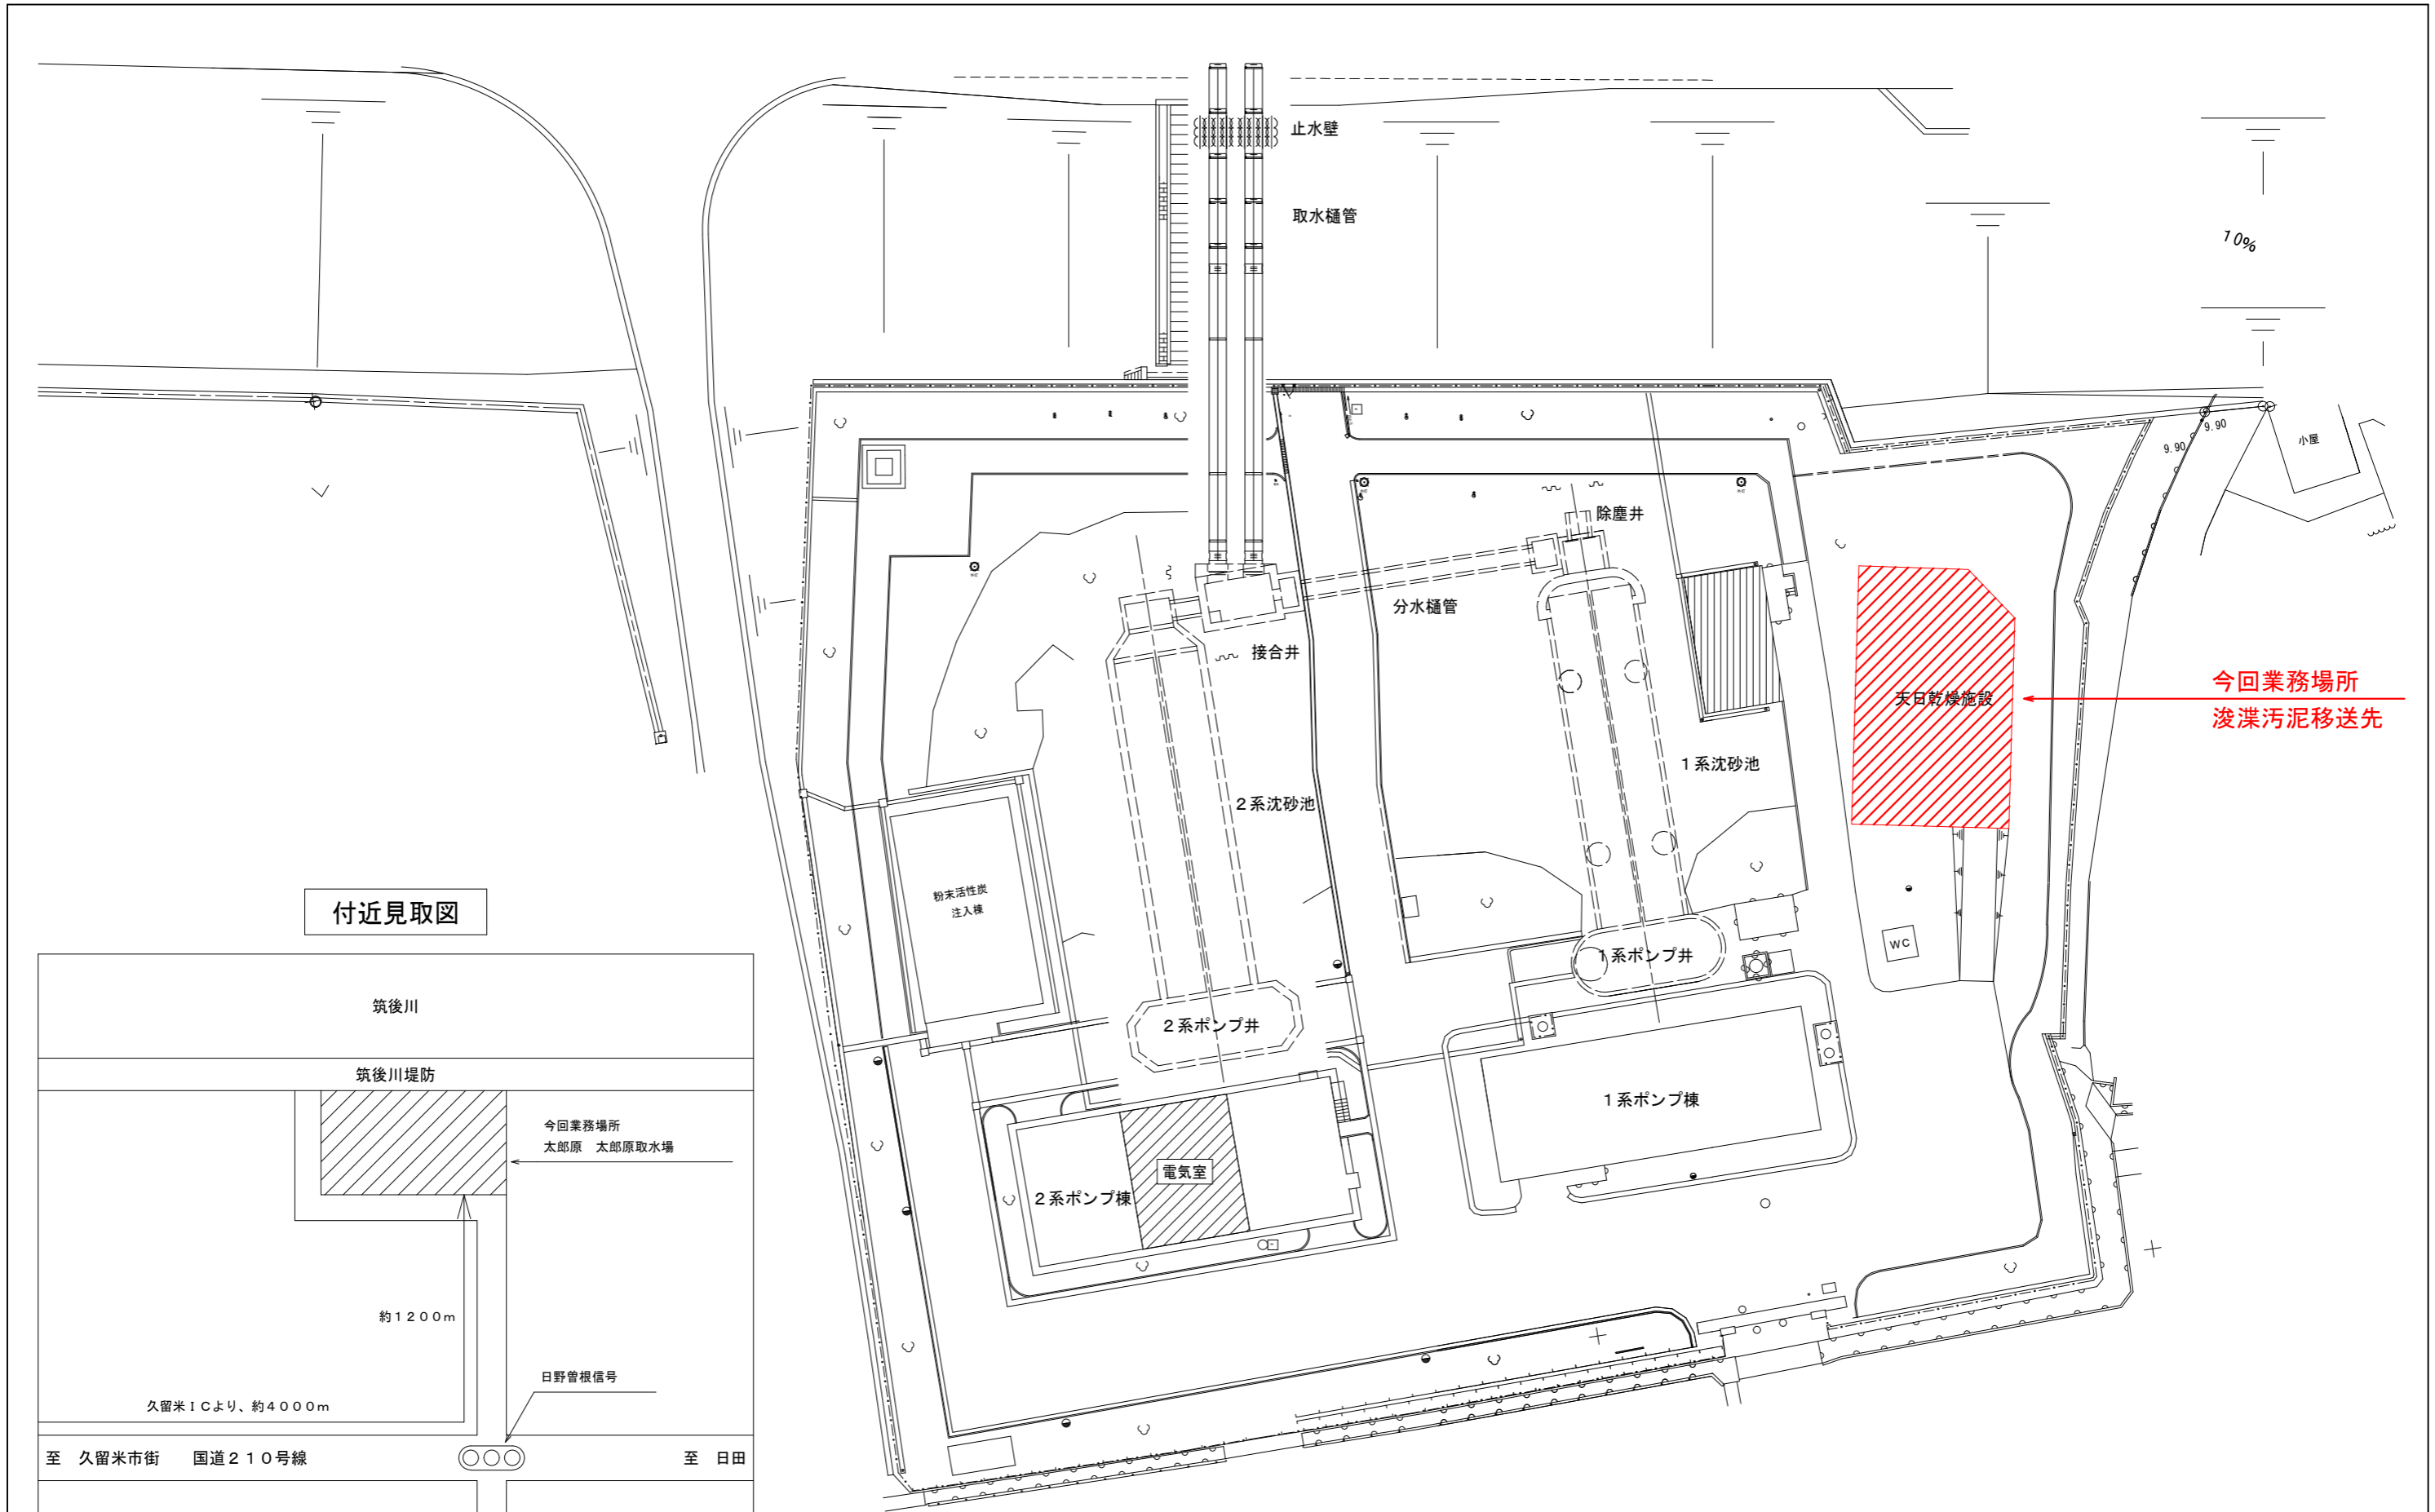 止水壁
取水樋管
10%
9.90
9.90
小屋
除塵井
分水樋管
接合井
今回業務場所
天日乾燥施設
浚渫汚泥移送先
1系沈砂池
2系沈砂池
粉末活性炭
注入棟
付近見取図
WC
1系ポンプ井
筑後川
2系ポンプ井
筑後川堤防
1系ポンプ棟
今回業務場所
太郎原 太郎原取水場
電気室
2系ポンプ棟
約1200m
日野曽根信号
久留米ICより、約4000m
至 久留米市街 国道210号線
至 日田